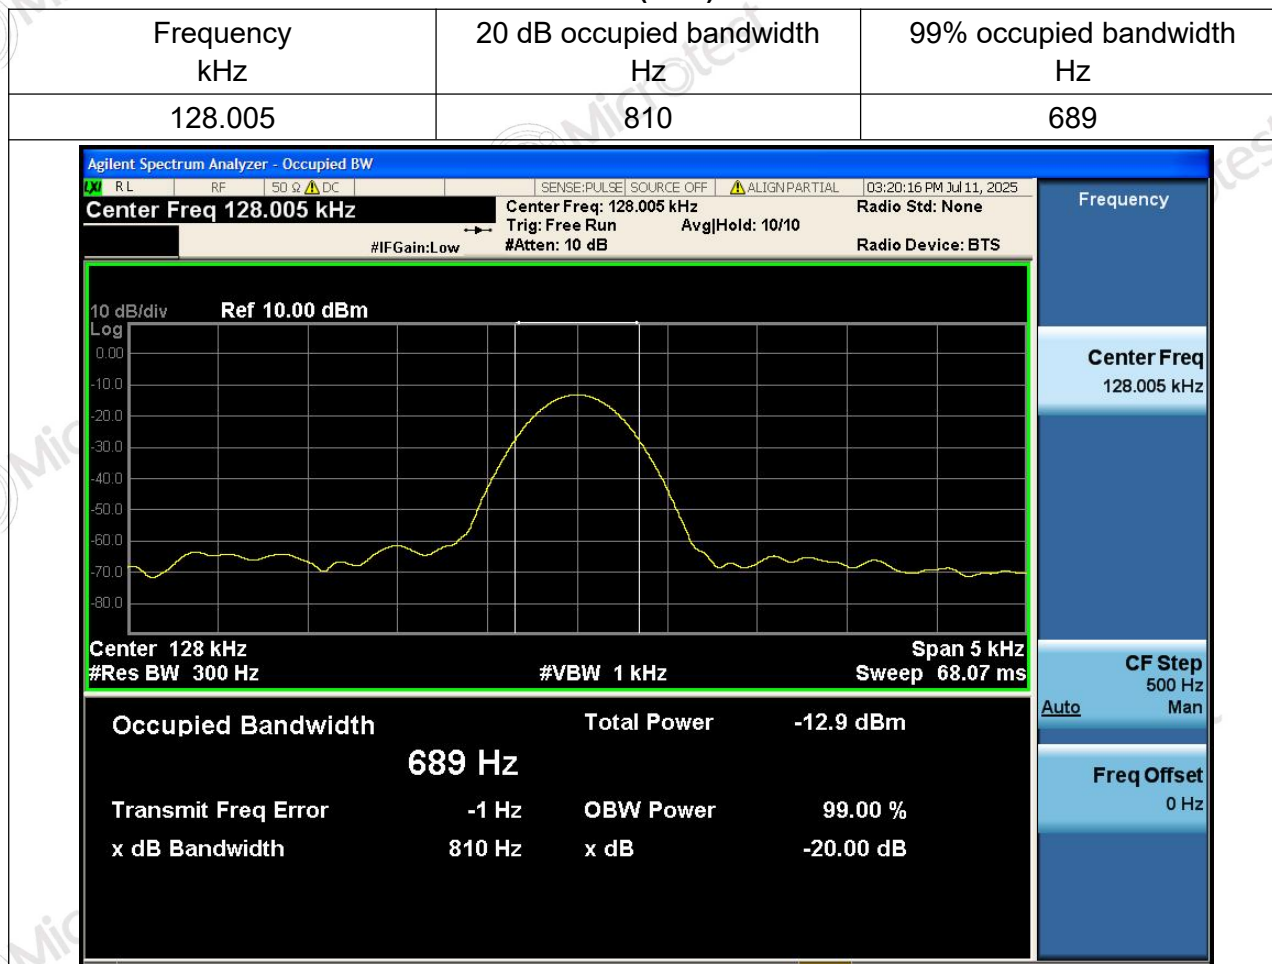 Frequency
kHz
20 dB occupied bandwidth
Hz
99% occupied bandwidth
Hz
128.005
810
689
Microtest
Agilent Spectrum Analyzer - Occupied BW
LXI RL RF 50 Ω DC SENSE:PULSE SOURCE OFF ALIGN PARTIAL 03:20:16 PM Jul 11, 2025
Center Freq 128.005 kHz
Center Freq: 128.005 kHz
Radio Std: None
Trig: Free Run Avg|Hold: 10/10
#IFGain:Low
#Atten: 10 dB
Radio Device: BTS
10 dB/div Ref 10.00 dBm
Log
0.00
-10.0
-20.0
-30.0
-40.0
-50.0
-60.0
-70.0
-80.0
Center 128 kHz Span 5 kHz
#Res BW 300 Hz #VBW 1 kHz Sweep 68.07 ms
Occupied Bandwidth
689 Hz
Total Power -12.9 dBm
Transmit Freq Error -1 Hz OBW Power 99.00 %
x dB Bandwidth 810 Hz x dB -20.00 dB
Frequency
Center Freq
128.005 kHz
CF Step
500 Hz
Auto Man
Freq Offset
0 Hz